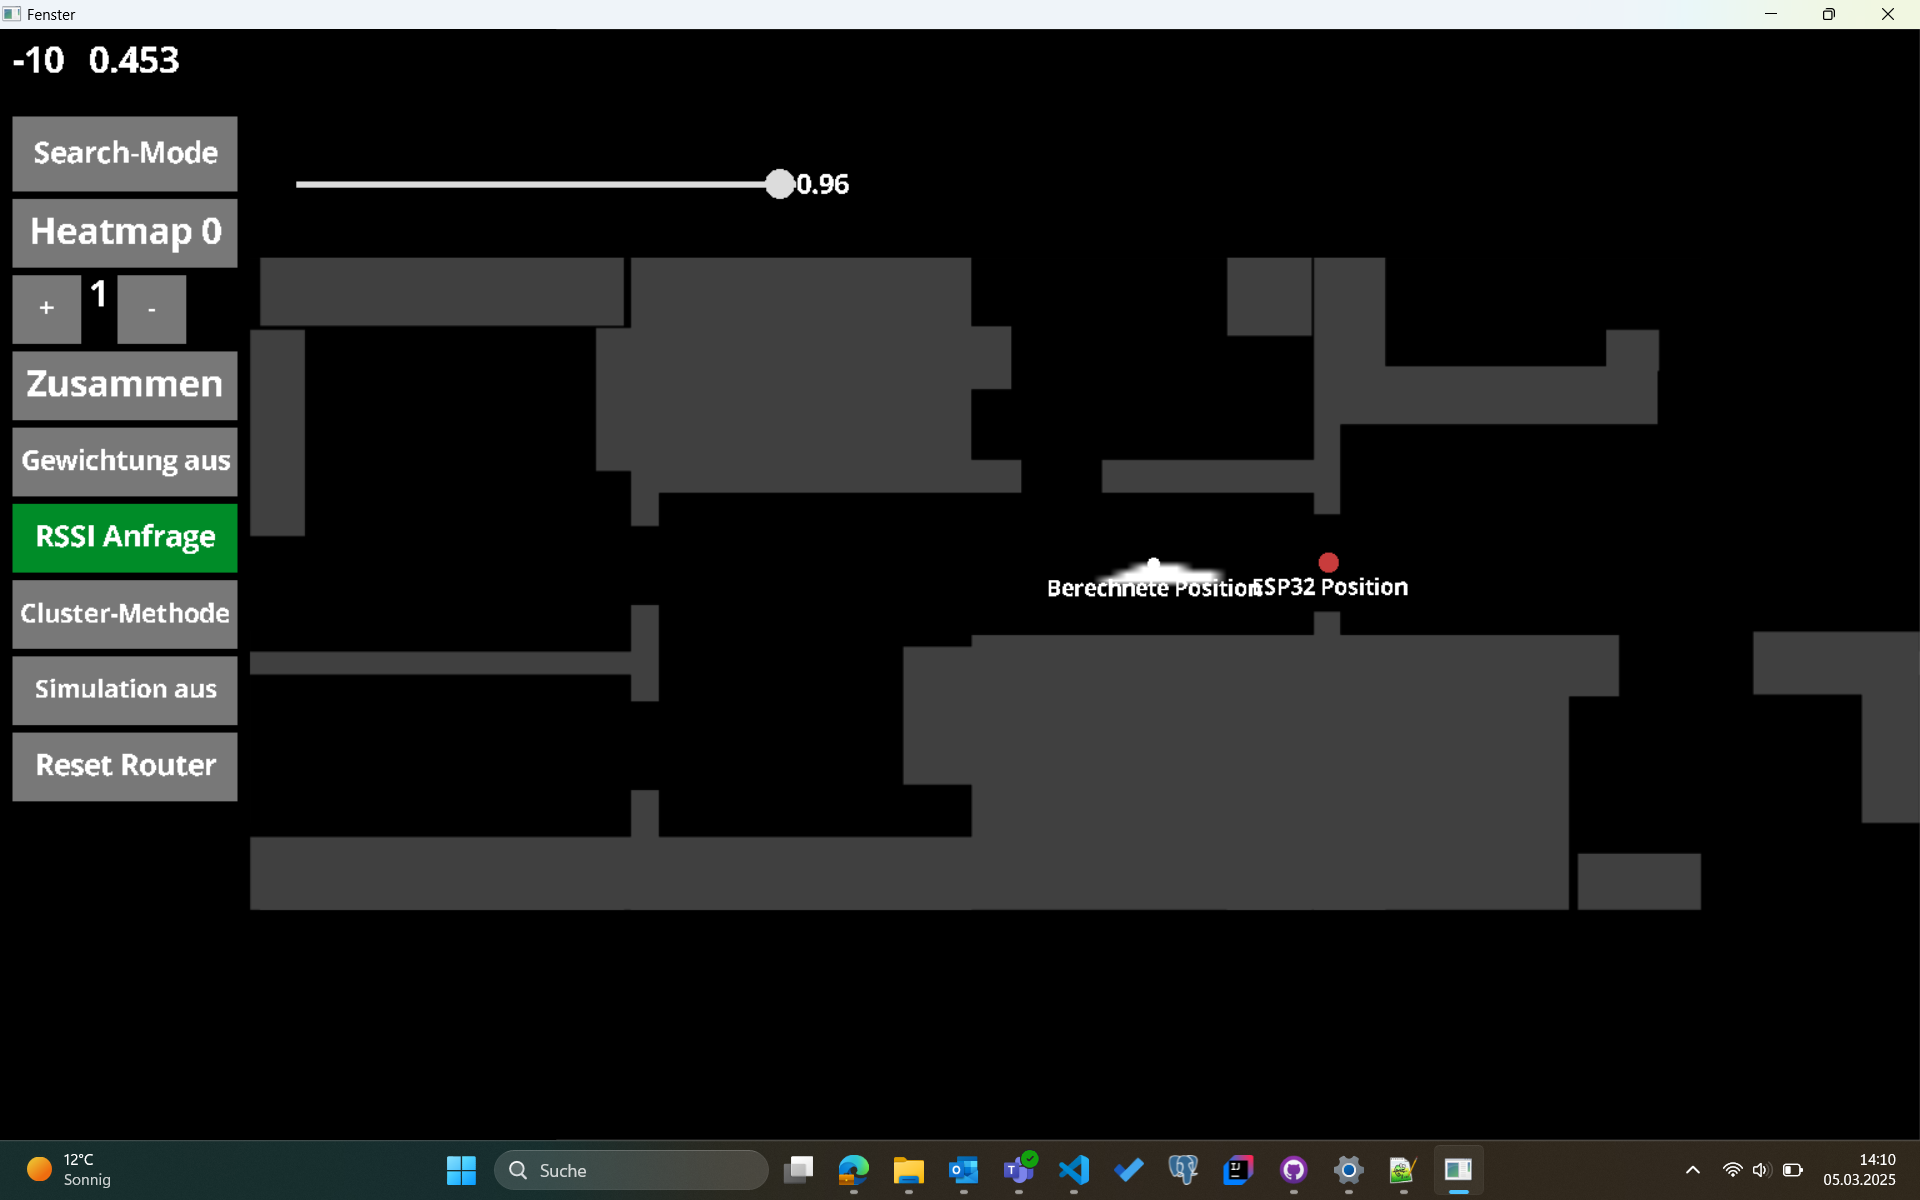 Fenster
-10 0.453
Search-Mode
0.96
Heatmap 0
+ 1 -
Zusammen
Gewichtung aus
RSSI Anfrage
Berechnete Position
ESP32 Position
Cluster-Methode
Simulation aus
Reset Router
12°C
Sonnig
Suche
14:10
05.03.2025